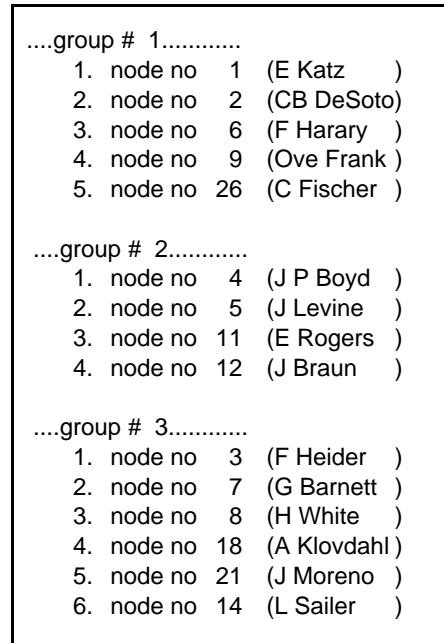 ....group # 1............
1. node no 1 (E Katz )
2. node no 2 (CB DeSoto)
3. node no 6 (F Harary )
4. node no 9 (Ove Frank )
5. node no 26 (C Fischer )
....group # 2............
1. node no 4 (J P Boyd )
2. node no 5 (J Levine )
3. node no 11 (E Rogers )
4. node no 12 (J Braun )
....group # 3............
1. node no 3 (F Heider )
2. node no 7 (G Barnett )
3. node no 8 (H White )
4. node no 18 (A Klovdahl )
5. node no 21 (J Moreno )
6. node no 14 (L Sailer )